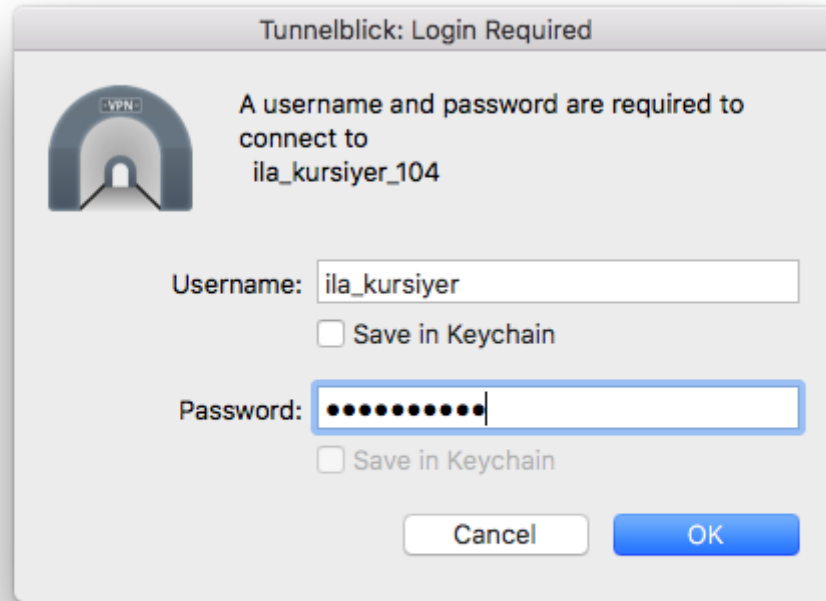 Tunnelblick: Login Required
VPN
A username and password are required to
connect to
ila_kursiyer_104
Username: ila_kursiyer
Save in Keychain
Password: ●●●●●●●●●●
Save in Keychain
Cancel OK